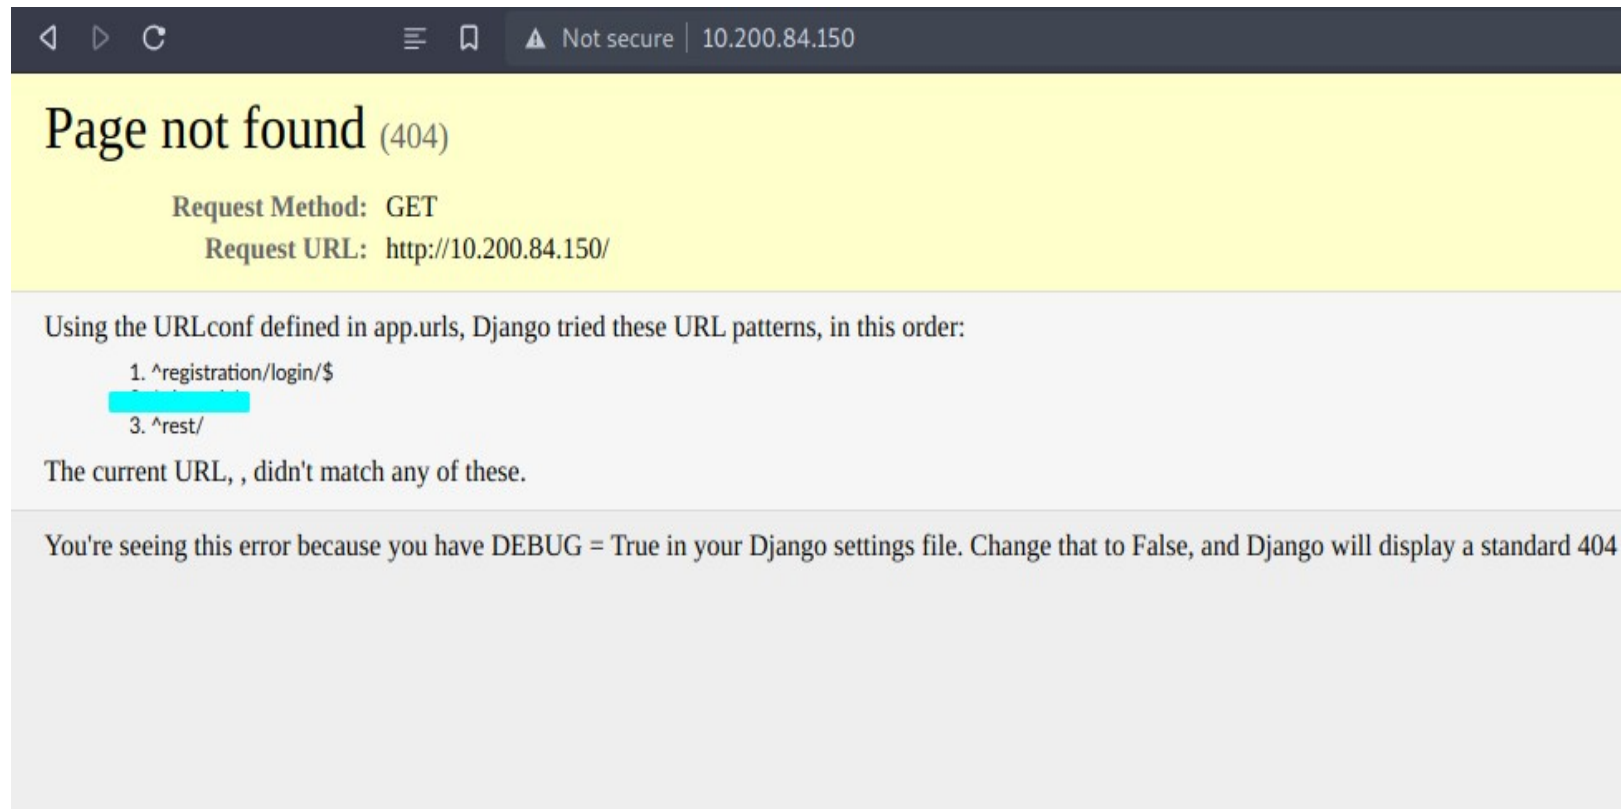 Not secure | 10.200.84.150
Page not found (404)
Request Method: GET
Request URL: http://10.200.84.150/
Using the URLconf defined in app.urls, Django tried these URL patterns, in this order:
1. ^registration/login/$
3. ^rest/
The current URL, , didn't match any of these.
You're seeing this error because you have DEBUG = True in your Django settings file. Change that to False, and Django will display a standard 404